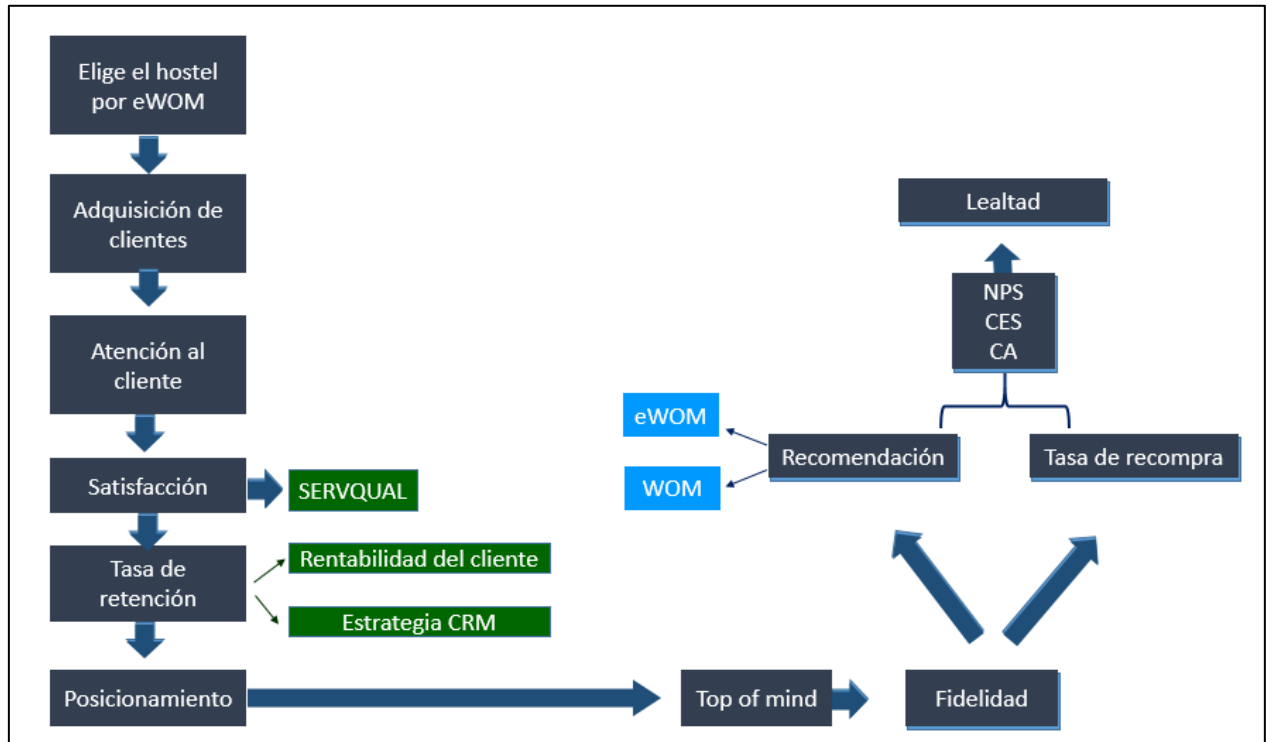 Elige el hostel
por eWOM
Adquisición de
clientes
Atención al
cliente
Satisfacción
SERVQUAL
Tasa de
retención
Rentabilidad del cliente
Estrategia CRM
Posicionamiento
Top of mind
Fidelidad
Recomendación
Tasa de recompra
eWOM
WOM
NPS
CES
CA
Lealtad